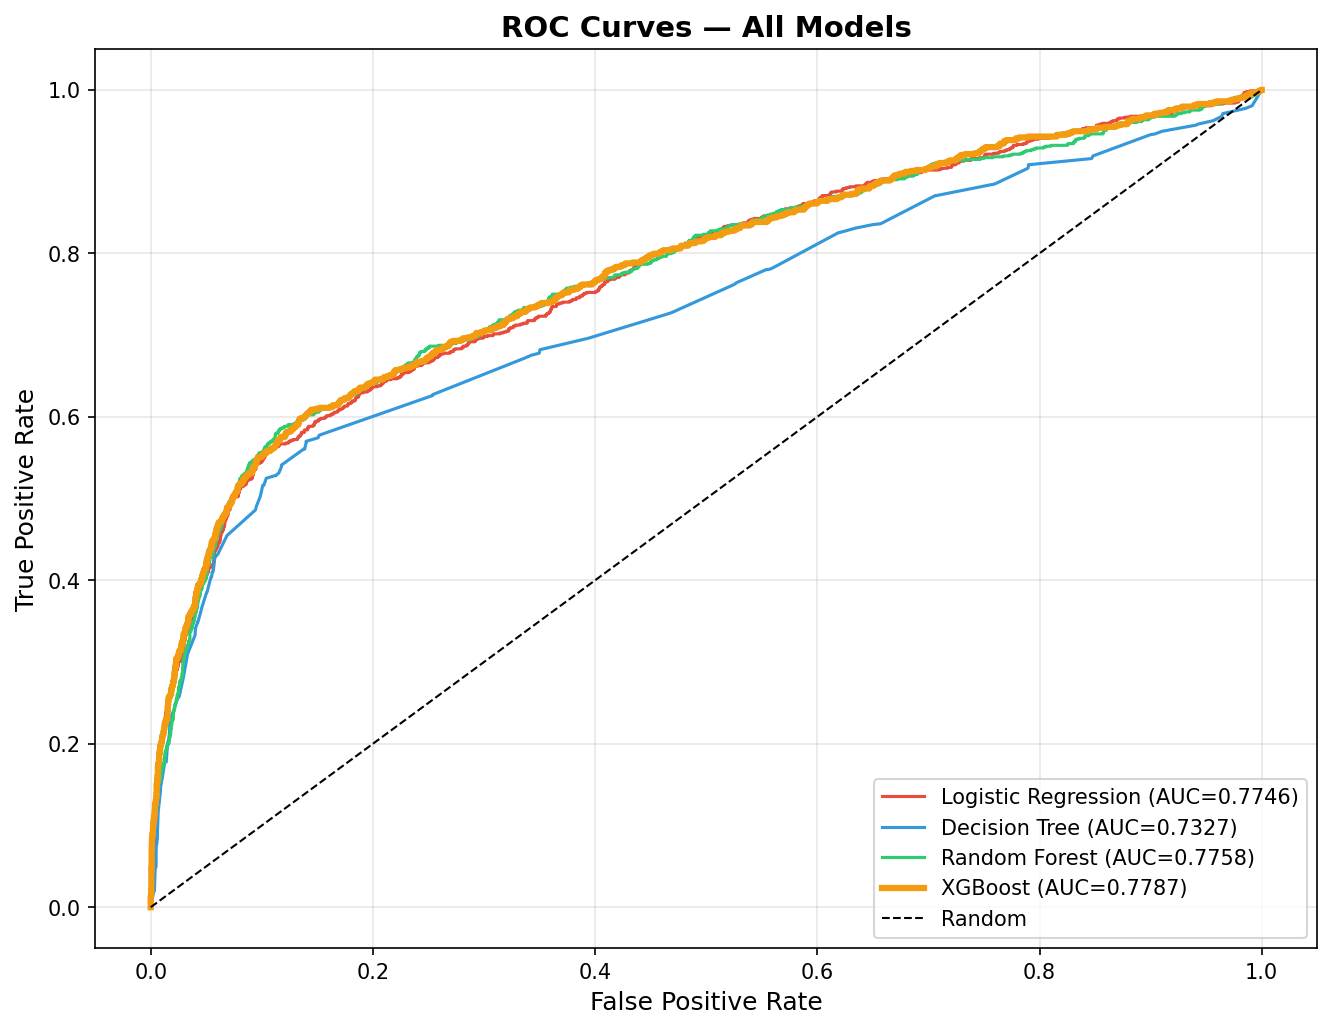 ROC Curves — All Models
True Positive Rate
1.0
0.8
0.6
0.4
0.2
0.0
0.0 0.2 0.4 0.6 0.8 1.0
False Positive Rate
Logistic Regression (AUC=0.7746)
Decision Tree (AUC=0.7327)
Random Forest (AUC=0.7758)
XGBoost (AUC=0.7787)
Random